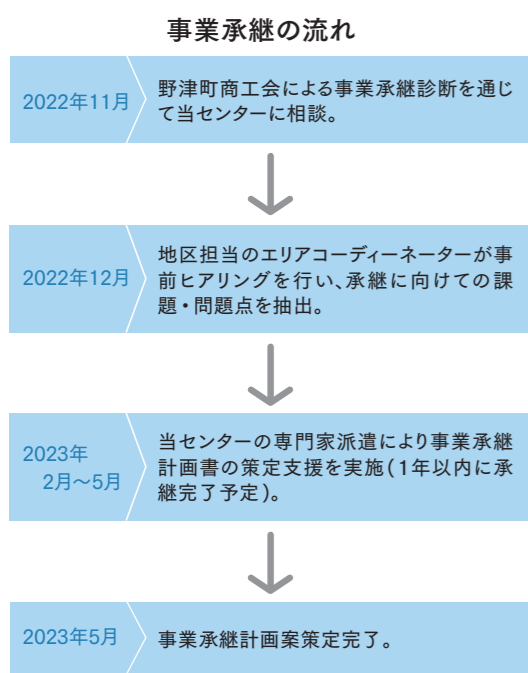 事業承継の流れ
2022年11月
野津町商工会による事業承継診断を通じ
て当センターに相談。
2022年12月
地区担当のエリアコーディーネーターが事
前ヒアリングを行い、承継に向けての課
題・問題点を抽出。
2023年
2月〜5月
当センターの専門家派遣により事業承継
計画書の策定支援を実施(1年以内に承
継完了予定)。
2023年5月
事業承継計画案策定完了。